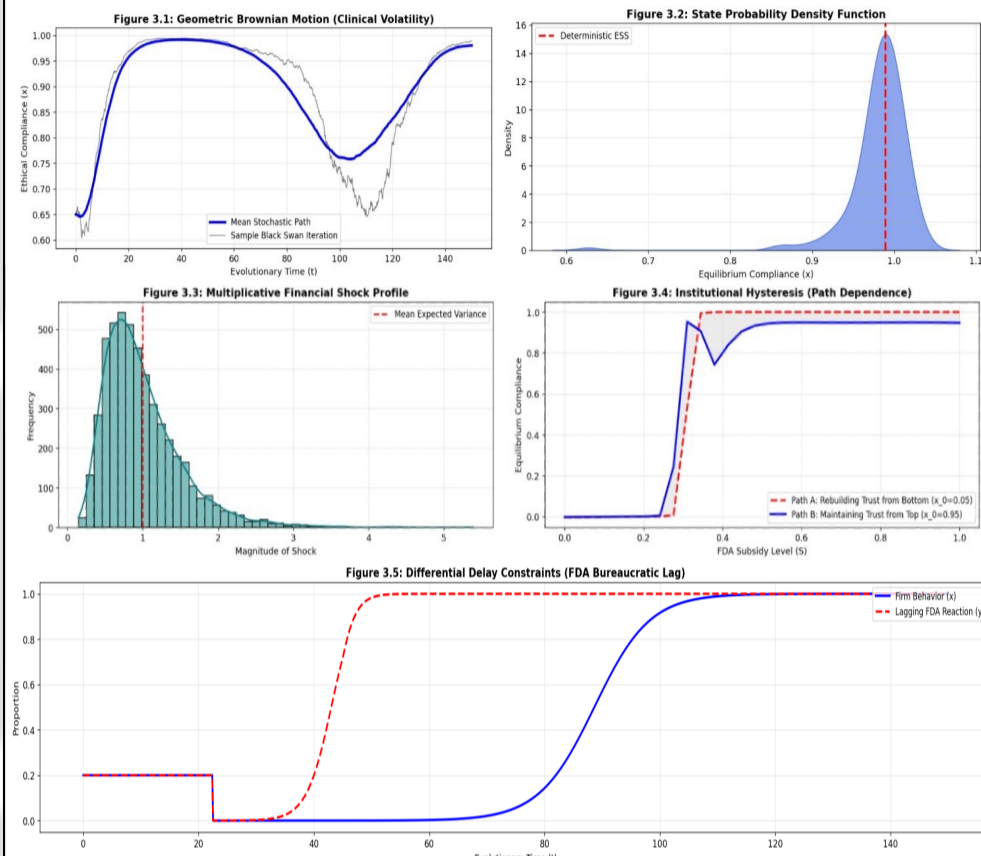 Figure 3.1: Geometric Brownian Motion (Clinical Volatility)
Ethical Compliance (x)
1.00
0.95
0.90
0.85
0.80
0.75
0.70
0.65
0.60
Mean Stochastic Path
Sample Black Swan Iteration
0 20 40 60 80 100 120 140
Evolutionary Time (t)
Figure 3.2: State Probability Density Function
Density
16
14
12
10
8
6
4
2
0
Deterministic ESS
0.6 0.7 0.8 0.9 1.0 1.1
Equilibrium Compliance (x)
Figure 3.3: Multiplicative Financial Shock Profile
Frequency
500
400
300
200
100
0
Mean Expected Variance
0 1 2 3 4 5
Magnitude of Shock
Figure 3.4: Institutional Hysteresis (Path Dependence)
Equilibrium Compliance
1.0
0.8
0.6
0.4
0.2
0.0
Path A: Rebuilding Trust from Bottom (x_0=0.05)
Path B: Maintaining Trust from Top (x_0=0.95)
0.0 0.2 0.4 0.6 0.8 1.0
FDA Subsidy Level (S)
Figure 3.5: Differential Delay Constraints (FDA Bureaucratic Lag)
Proportion
1.0
0.8
0.6
0.4
0.2
0.0
Firm Behavior (x)
Lagging FDA Reaction (y
0 20 40 60 80 100 120 140
Evolutionary Time (t)